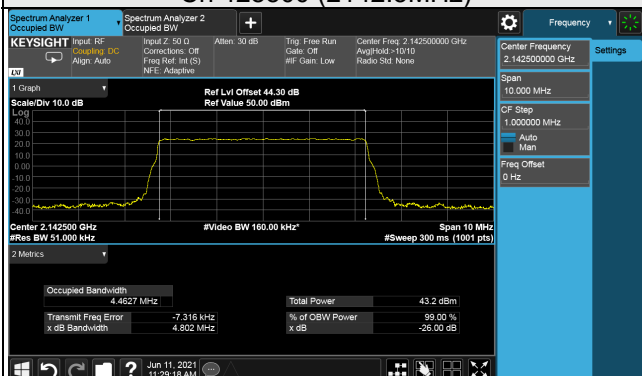 Spectrum Analyzer 1
Occupied BW
Spectrum Analyzer 2
Occupied BW
+
Frequency
KEYSIGHT
Input: RF
Coupling: DC
Align: Auto
Input Z: 50 Ω
Corrections: Off
Freq Ref: Int (S)
NFE: Adaptive
Atten: 30 dB
Trig: Free Run
Gate: Off
#IF Gain: Low
Center Freq: 2.142500000 GHz
Avg|Hold:>10/10
Radio Std: None
LXI
Center Frequency
2.142500000 GHz
Settings
Span
10.000 MHz
CF Step
1.000000 MHz
Auto
Man
Freq Offset
0 Hz
1 Graph
Scale/Div 10.0 dB
Ref Lvl Offset 44.30 dB
Ref Value 50.00 dBm
Log
40.0
30.0
20.0
10.0
0.00
-10.0
-20.0
-30.0
-40.0
Center 2.142500 GHz
#Res BW 51.000 kHz
#Video BW 160.00 kHz*
Span 10 MHz
#Sweep 300 ms (1001 pts)
2 Metrics
Occupied Bandwidth
4.4627 MHz
Total Power 43.2 dBm
Transmit Freq Error -7.316 kHz
% of OBW Power 99.00 %
x dB Bandwidth 4.802 MHz
x dB -26.00 dB
?
Jun 11, 2021
11:29:18 AM